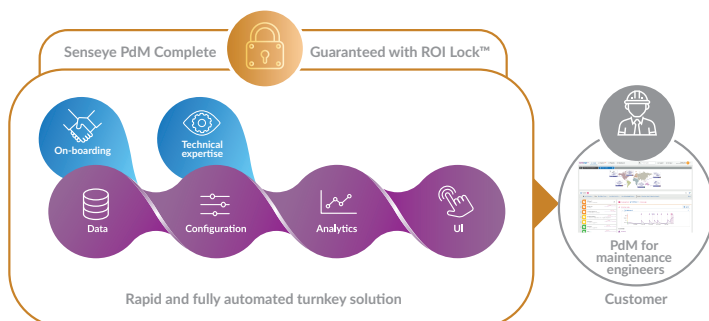 Senseye PdM Complete
Guaranteed with ROI Lock™
On-boarding
Technical
expertise
Data
Configuration
Analytics
UI
Rapid and fully automated turnkey solution
PdM for
maintenance
engineers
Customer